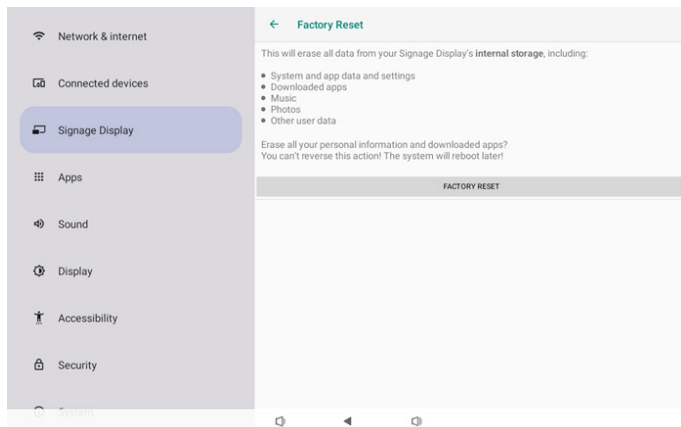 Network & internet
Connected devices
Signage Display
Apps
Sound
Display
Accessibility
Security
System
Factory Reset
This will erase all data from your Signage Display's internal storage, including:
System and app data and settings
Downloaded apps
Music
Photos
Other user data
Erase all your personal information and downloaded apps?
You can't reverse this action! The system will reboot later!
FACTORY RESET